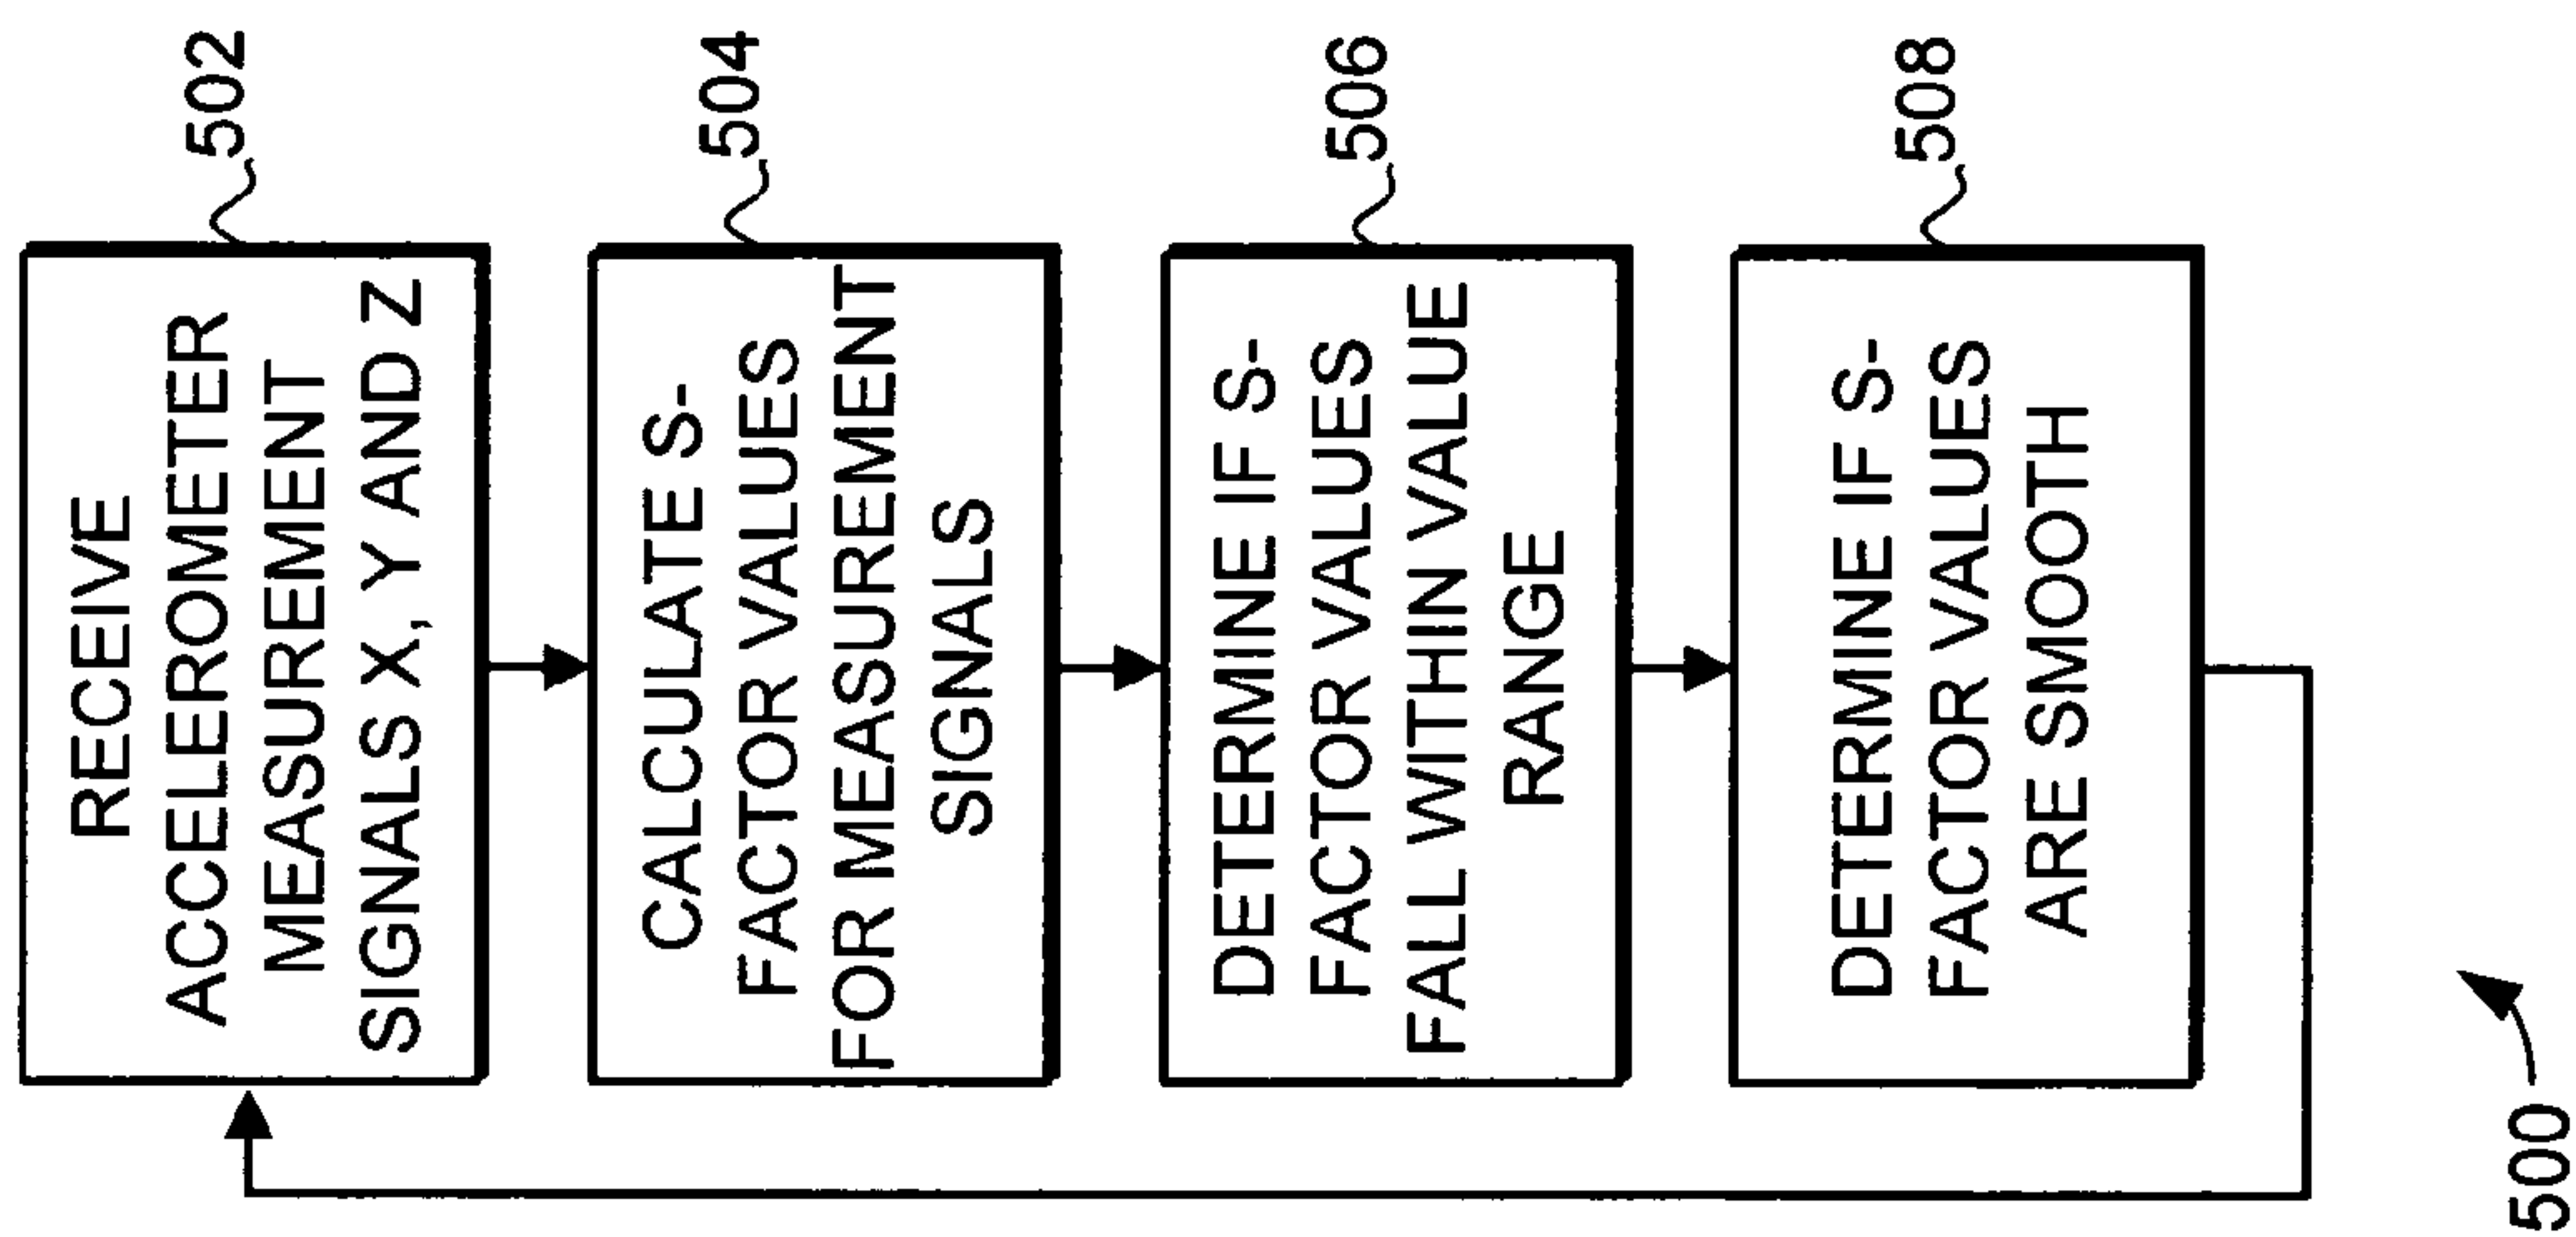 RECEIVE
ACCELEROMETER
MEASUREMENT
SIGNALS X, Y AND Z
502
CALCULATE S-
FACTOR VALUES
FOR MEASUREMENT
SIGNALS
504
DETERMINE IF S-
FACTOR VALUES
FALL WITHIN VALUE
RANGE
506
DETERMINE IF S-
FACTOR VALUES
ARE SMOOTH
508
500